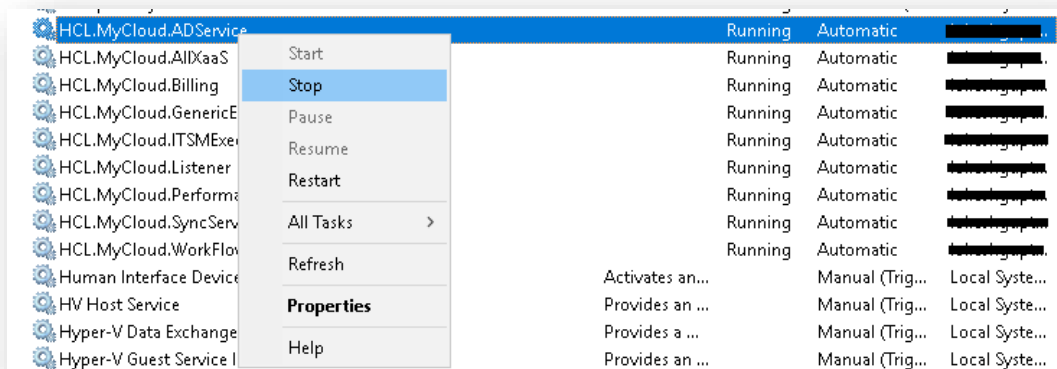 HCL.MyCloud.ADService Running Automatic
HCL.MyCloud.AllXaaS Start Running Automatic
HCL.MyCloud.Billing Stop Running Automatic
HCL.MyCloud.GenericE Pause Running Automatic
HCL.MyCloud.ITSMExe Resume Running Automatic
HCL.MyCloud.Listener Restart Running Automatic
HCL.MyCloud.Performa Running Automatic
HCL.MyCloud.SyncServ All Tasks > Running Automatic
HCL.MyCloud.WorkFlow Refresh Running Automatic
Human Interface Device Activates an... Manual (Trig... Local Syste...
HV Host Service Properties Provides an ... Manual (Trig... Local Syste...
Hyper-V Data Exchange Provides a ... Manual (Trig... Local Syste...
Hyper-V Guest Service I Help Provides an ... Manual (Trig... Local Syste...